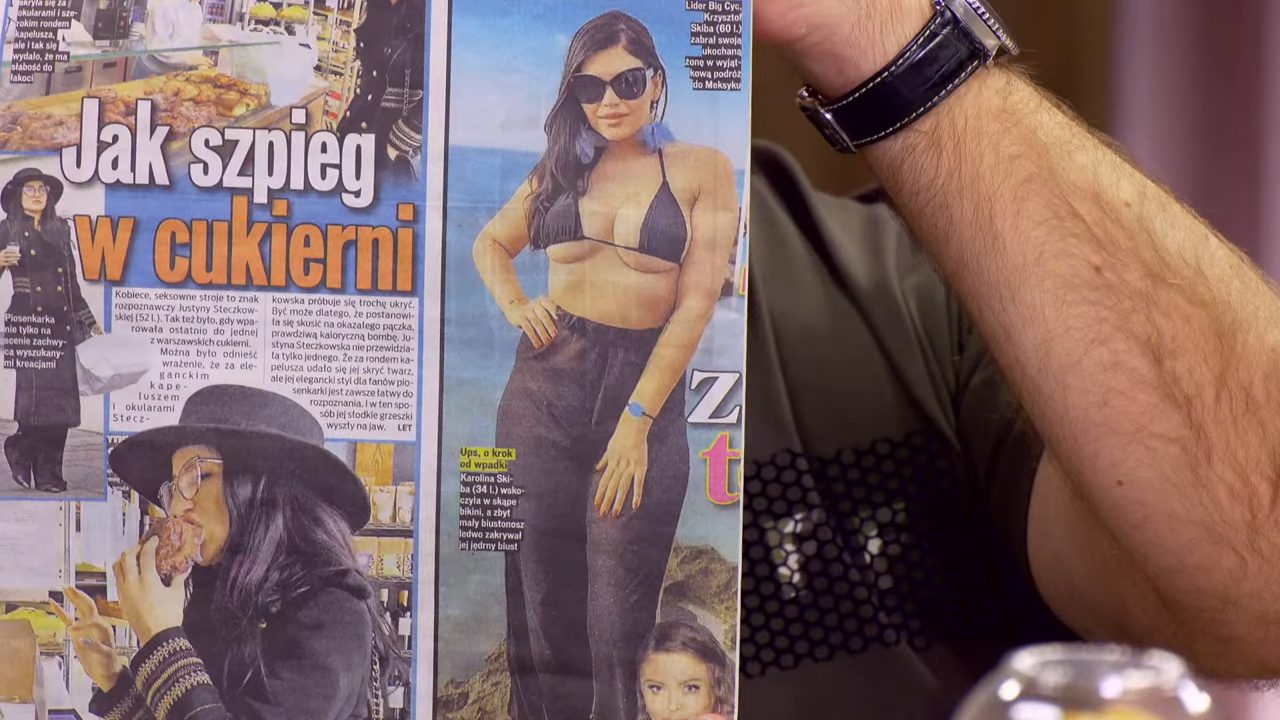 okularami i sze-
rokim rondem
kapelusza,
ale i tak się
wydało, że ma
słabość do
łakoci
Jak szpieg
w cukierni
Piosenkarka
nie tylko na
scenie zachwy-
ca wyszukany-
mi kreacjami
Kobiece, seksowne stroje to znak
rozpoznawczy Justyny Steczkow-
skiej (52 l.). Tak też było, gdy wpa-
rowała ostatnio do jednej
z warszawskich cukierni.
Można było odnieść
wrażenie, że za ele-
ganckim
kape-
luszem
i okularami
Stecz-
kowska próbuje się trochę ukryć.
Być może dlatego, że postanowi-
ła się skusić na okazałego pączka,
prawdziwą kaloryczną bombę. Ju-
styna Steczkowska nie przewidzia-
ła tylko jednego. Że za rondem ka-
pelusza udało się jej skryć twarz,
ale jej elegancki styl dla fanów pio-
senkarki jest zawsze łatwy do
rozpoznania. I w ten spo-
sób jej słodkie grzeszki
wyszły na jaw. LET
Lider Big Cyc,
Krzysztof
Skiba (60 l.)
zabrał swoją
ukochaną
żonę w wyjąt-
kową podróż
do Meksyku
Ups, o krok
od wpadki
Karolina Ski-
ba (34 l.) wsko-
czyła w skąpe
bikini, a zbyt
mały biustonosz
ledwo zakrywał
jej jędrny biust
z
t